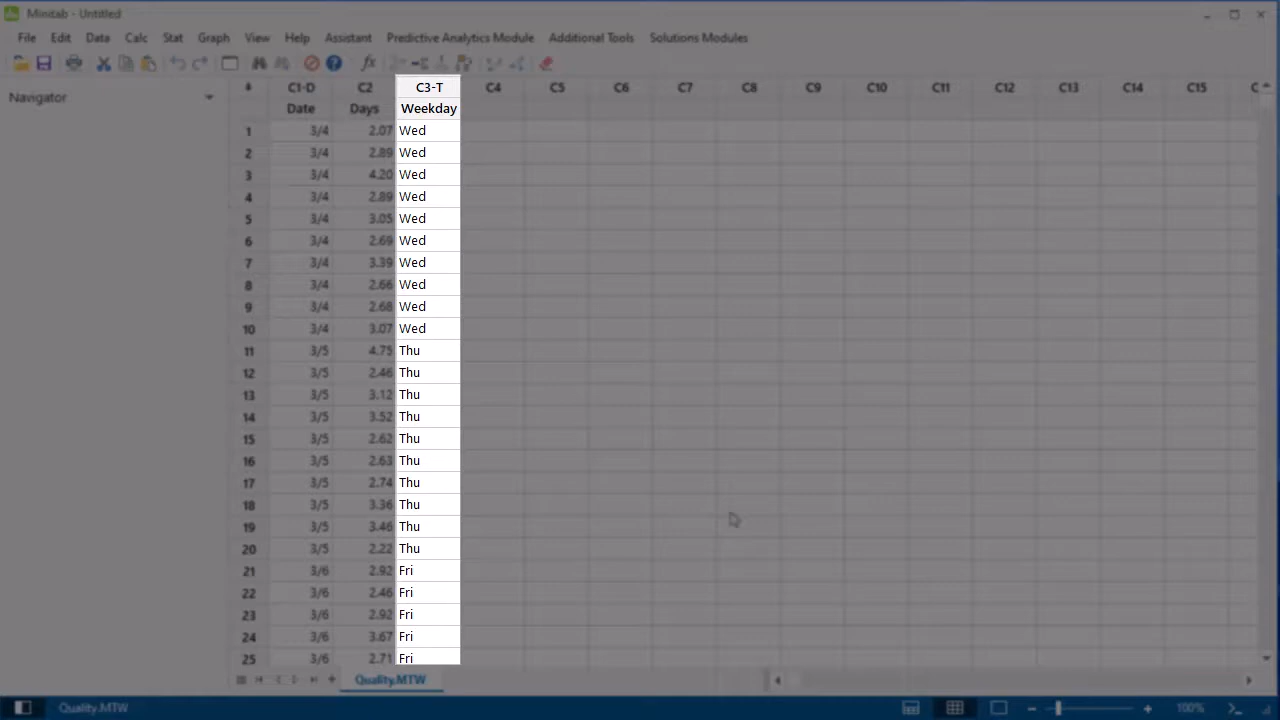 Minitab - Untitled
File Edit Data Calc Stat Graph View Help Assistant Predictive Analytics Module Additional Tools Solutions Modules
Navigator
C1-D C2 C3-T C4 C5 C6 C7 C8 C9 C10 C11 C12 C13 C14 C15 C
Date Days Weekday
1 3/4 2.07 Wed
2 3/4 2.89 Wed
3 3/4 4.20 Wed
4 3/4 2.89 Wed
5 3/4 3.05 Wed
6 3/4 2.69 Wed
7 3/4 3.39 Wed
8 3/4 2.66 Wed
9 3/4 2.68 Wed
10 3/4 3.07 Wed
11 3/5 4.75 Thu
12 3/5 2.46 Thu
13 3/5 3.12 Thu
14 3/5 3.52 Thu
15 3/5 2.62 Thu
16 3/5 2.63 Thu
17 3/5 2.74 Thu
18 3/5 3.36 Thu
19 3/5 3.46 Thu
20 3/5 2.22 Thu
21 3/6 2.92 Fri
22 3/6 2.46 Fri
23 3/6 2.92 Fri
24 3/6 3.67 Fri
25 3/6 2.71 Fri
Quality.MTW
Quality.MTW 100%